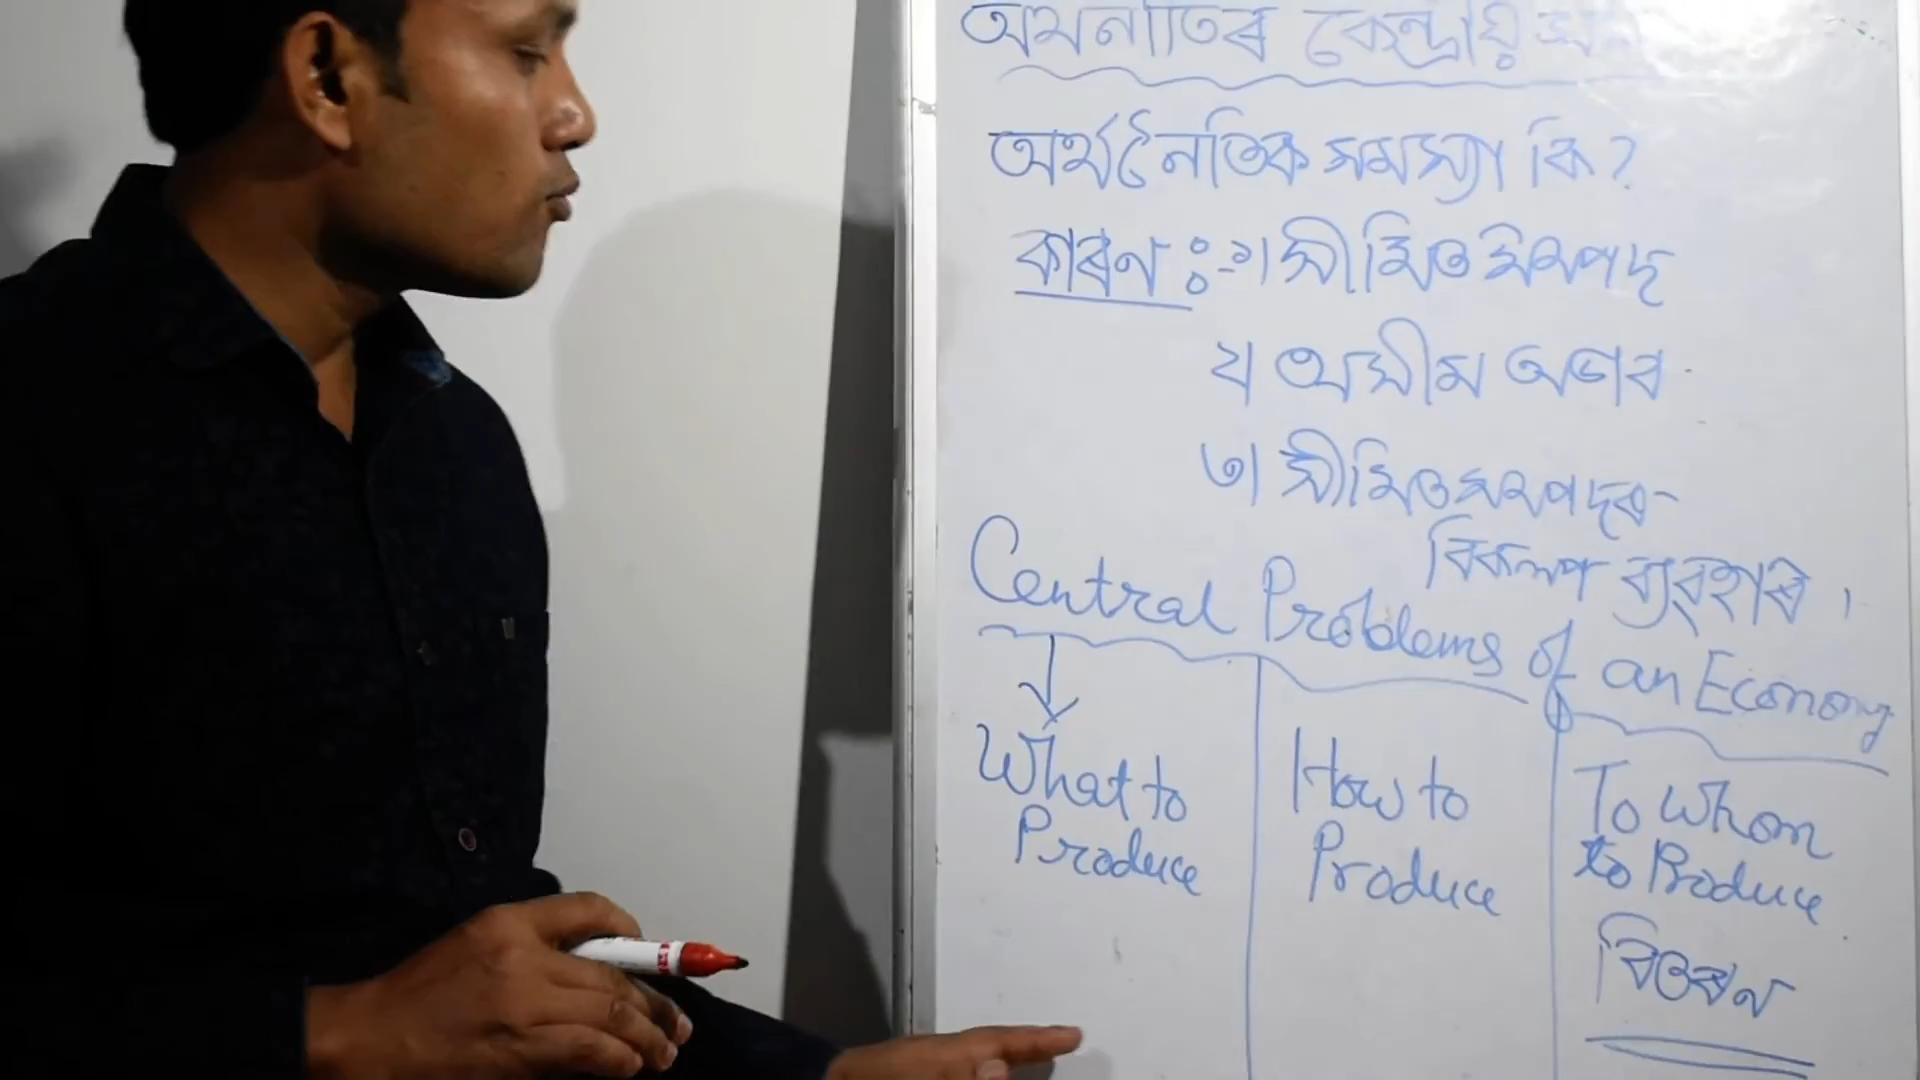 অৰ্থনীতিৰ কেন্দ্ৰীয়
অৰ্থনৈতিক সমস্যা কি?
কাৰণ :- ১। সীমিত সম্পদ
২। অসীম অভাব
৩। সীমিত সম্পদৰ
বিকল্প ব্যৱহাৰ।
Central Problems of an Economy
What to Produce
How to Produce
To Whom to Produce
বিতৰণ